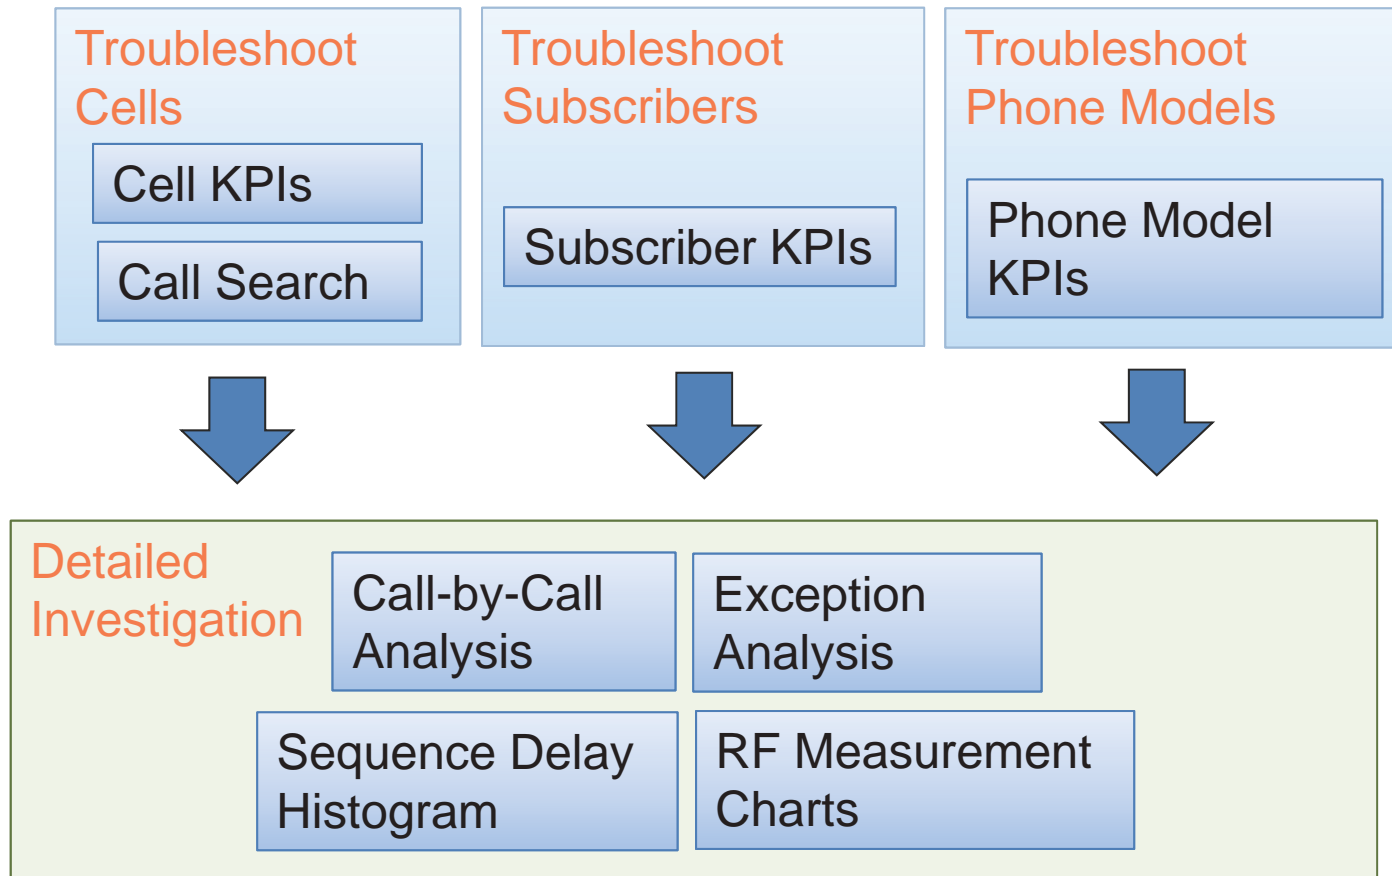 Troubleshoot
Cells
Cell KPIs
Call Search
Troubleshoot
Subscribers
Subscriber KPIs
Troubleshoot
Phone Models
Phone Model
KPIs
Detailed
Investigation
Call-by-Call
Analysis
Exception
Analysis
Sequence Delay
Histogram
RF Measurement
Charts